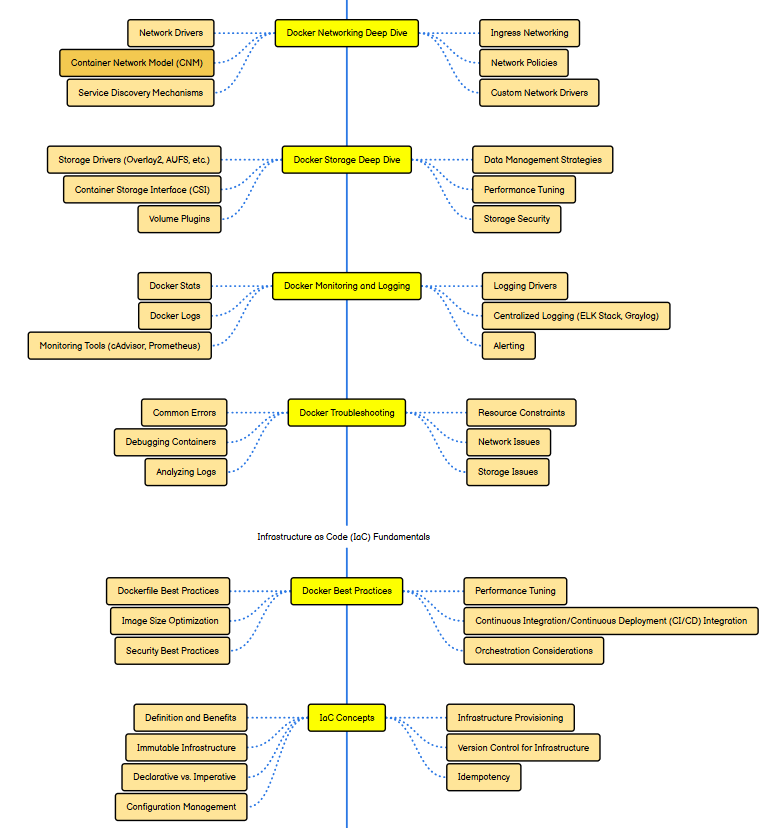 Network Drivers
Docker Networking Deep Dive
Ingress Networking
Container Network Model (CNM)
Network Policies
Service Discovery Mechanisms
Custom Network Drivers
Storage Drivers (Overlay2, AUFS, etc.)
Docker Storage Deep Dive
Data Management Strategies
Container Storage Interface (CSI)
Performance Tuning
Volume Plugins
Storage Security
Docker Stats
Docker Monitoring and Logging
Logging Drivers
Docker Logs
Centralized Logging (ELK Stack, Graylog)
Monitoring Tools (cAdvisor, Prometheus)
Alerting
Common Errors
Docker Troubleshooting
Resource Constraints
Debugging Containers
Network Issues
Analyzing Logs
Storage Issues
Infrastructure as Code (IaC) Fundamentals
Dockerfile Best Practices
Docker Best Practices
Performance Tuning
Image Size Optimization
Continuous Integration/Continuous Deployment (CI/CD) Integration
Security Best Practices
Orchestration Considerations
Definition and Benefits
IaC Concepts
Infrastructure Provisioning
Immutable Infrastructure
Version Control for Infrastructure
Declarative vs. Imperative
Idempotency
Configuration Management